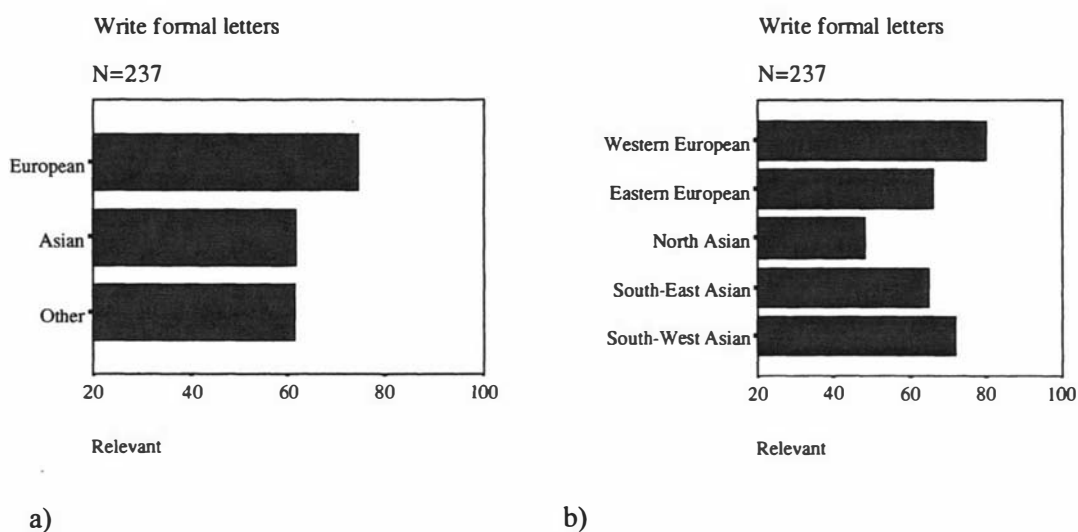 Write formal letters
N=237
European
Asian
Other
20 40 60 80 100
Relevant
a)
Write formal letters
N=237
Western European
Eastern European
North Asian
South-East Asian
South-West Asian
20 40 60 80 100
Relevant
b)